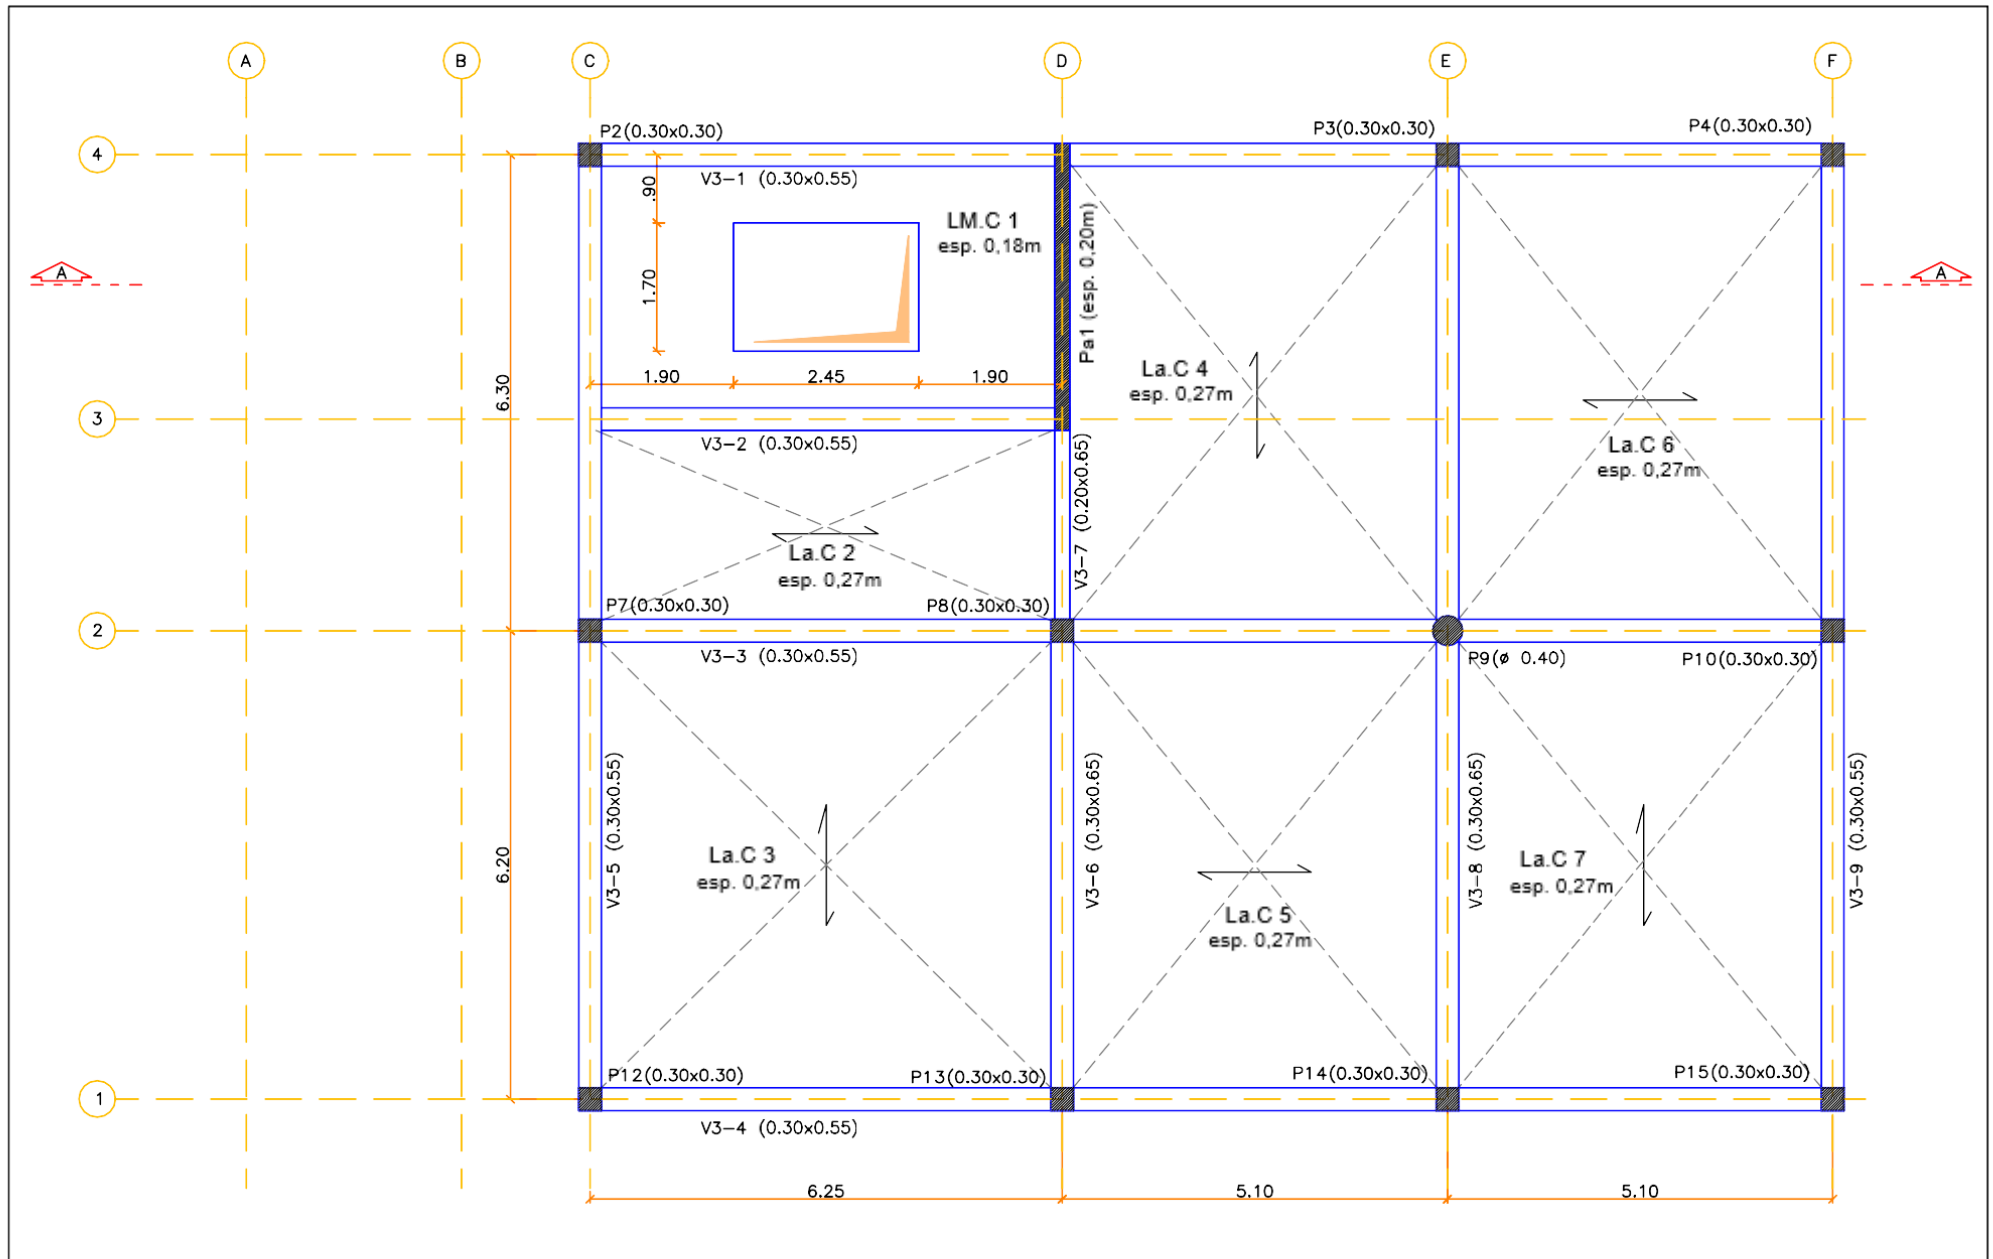 A
B
C
D
E
F
P2(0.30x0.30)
P3(0.30x0.30)
P4(0.30x0.30)
4
V3-1 (0.30x0.55)
.90
LM.C 1
esp. 0,18m
Pa1 (esp. 0,20m)
A
A
1.70
1.90
2.45
1.90
6.30
La.C 4
esp. 0,27m
3
V3-2 (0.30x0.55)
V3-7 (0.20x0.65)
La.C 6
esp. 0,27m
La.C 2
esp. 0,27m
P7(0.30x0.30)
P8(0.30x0.30)
2
V3-3 (0.30x0.55)
P9(ø 0.40)
P10(0.30x0.30)
6.20
V3-5 (0.30x0.55)
La.C 3
esp. 0,27m
V3-6 (0.30x0.65)
La.C 5
esp. 0,27m
V3-8 (0.30x0.65)
La.C 7
esp. 0,27m
V3-9 (0.30x0.55)
P12(0.30x0.30)
P13(0.30x0.30)
P14(0.30x0.30)
P15(0.30x0.30)
1
V3-4 (0.30x0.55)
6.25
5.10
5.10